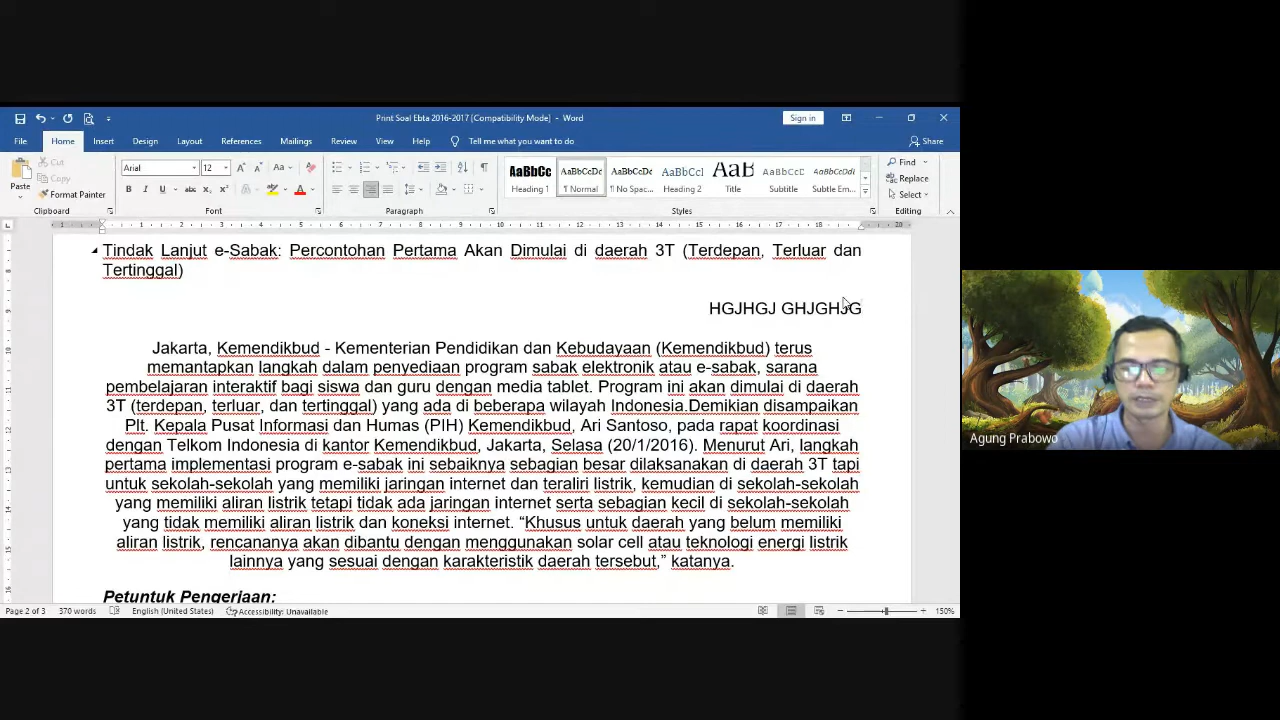 Print Soal Ebta 2016-2017 [Compatibility Mode] - Word
Sign in
File Home Insert Design Layout References Mailings Review View Help Tell me what you want to do Share
Paste
Cut
Copy
Format Painter
Clipboard
Arial 12
Font
Paragraph
AaBbCc AaBbCcDc AaBbCcDc AaBbCcI AaB AaBbCcD AaBbCcDd
Heading 1 ¶ Normal ¶ No Spac... Heading 2 Title Subtitle Subtle Em...
Styles
Find
Replace
Select
Editing
Tindak Lanjut e-Sabak: Percontohan Pertama Akan Dimulai di daerah 3T (Terdepan, Terluar dan
Tertinggal)
HGJHGJ GHJGHJG
Jakarta, Kemendikbud - Kementerian Pendidikan dan Kebudayaan (Kemendikbud) terus
memantapkan langkah dalam penyediaan program sabak elektronik atau e-sabak, sarana
pembelajaran interaktif bagi siswa dan guru dengan media tablet. Program ini akan dimulai di daerah
3T (terdepan, terluar, dan tertinggal) yang ada di beberapa wilayah Indonesia.Demikian disampaikan
Plt. Kepala Pusat Informasi dan Humas (PIH) Kemendikbud, Ari Santoso, pada rapat koordinasi
dengan Telkom Indonesia di kantor Kemendikbud, Jakarta, Selasa (20/1/2016). Menurut Ari, langkah
pertama implementasi program e-sabak ini sebaiknya sebagian besar dilaksanakan di daerah 3T tapi
untuk sekolah-sekolah yang memiliki jaringan internet dan teraliri listrik, kemudian di sekolah-sekolah
yang memiliki aliran listrik tetapi tidak ada jaringan internet serta sebagian kecil di sekolah-sekolah
yang tidak memiliki aliran listrik dan koneksi internet. “Khusus untuk daerah yang belum memiliki
aliran listrik, rencananya akan dibantu dengan menggunakan solar cell atau teknologi energi listrik
lainnya yang sesuai dengan karakteristik daerah tersebut,” katanya.
Petuntuk Pengerjaan:
Page 2 of 3 370 words English (United States) Accessibility: Unavailable 150%
Agung Prabowo